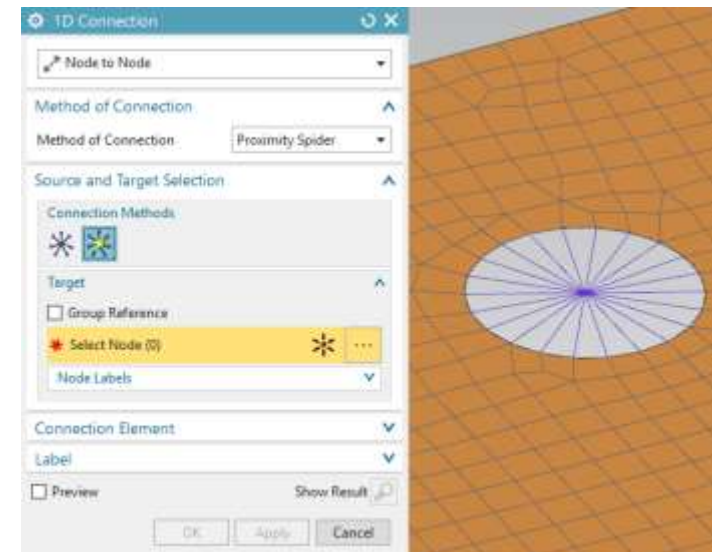 1D Connection
Node to Node
Method of Connection
Method of Connection Proximity Spider
Source and Target Selection
Connection Methods
Target
Group Reference
Select Node (0)
Node Labels
Connection Element
Label
Preview Show Result
OK Apply Cancel